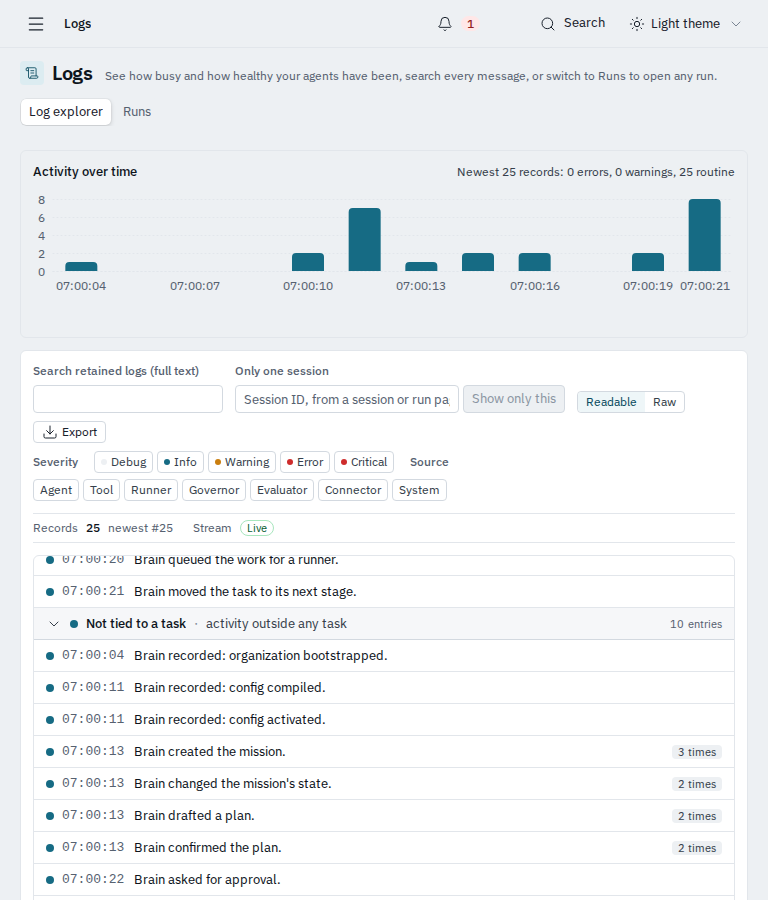 Logs
1
Search
Light theme
Logs
See how busy and how healthy your agents have been, search every message, or switch to Runs to open any run.
Log explorer
Runs
Activity over time
Newest 25 records: 0 errors, 0 warnings, 25 routine
8
6
4
2
0
07:00:04
07:00:07
07:00:10
07:00:13
07:00:16
07:00:19
07:00:21
Search retained logs (full text)
Only one session
Session ID, from a session or run pa
Show only this
Readable
Raw
Export
Severity
Debug
Info
Warning
Error
Critical
Source
Agent
Tool
Runner
Governor
Evaluator
Connector
System
Records 25 newest #25
Stream
Live
07:00:20 Brain queued the work for a runner.
07:00:21 Brain moved the task to its next stage.
Not tied to a task · activity outside any task
10 entries
07:00:04 Brain recorded: organization bootstrapped.
07:00:11 Brain recorded: config compiled.
07:00:11 Brain recorded: config activated.
07:00:13 Brain created the mission.
3 times
07:00:13 Brain changed the mission's state.
2 times
07:00:13 Brain drafted a plan.
2 times
07:00:13 Brain confirmed the plan.
2 times
07:00:22 Brain asked for approval.